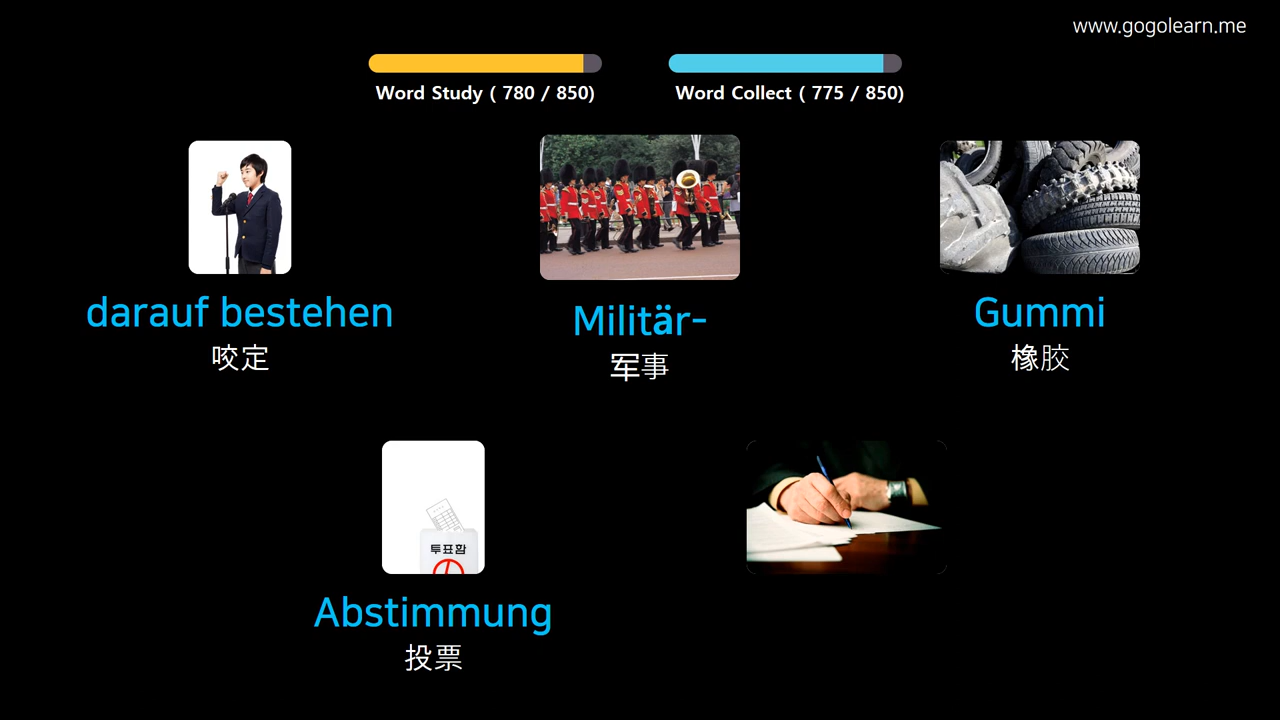 www.gogolearn.me
Word Study ( 780 / 850)
Word Collect ( 775 / 850)
darauf bestehen
咬定
Militär-
军事
Gummi
橡胶
투표함
Abstimmung
投票